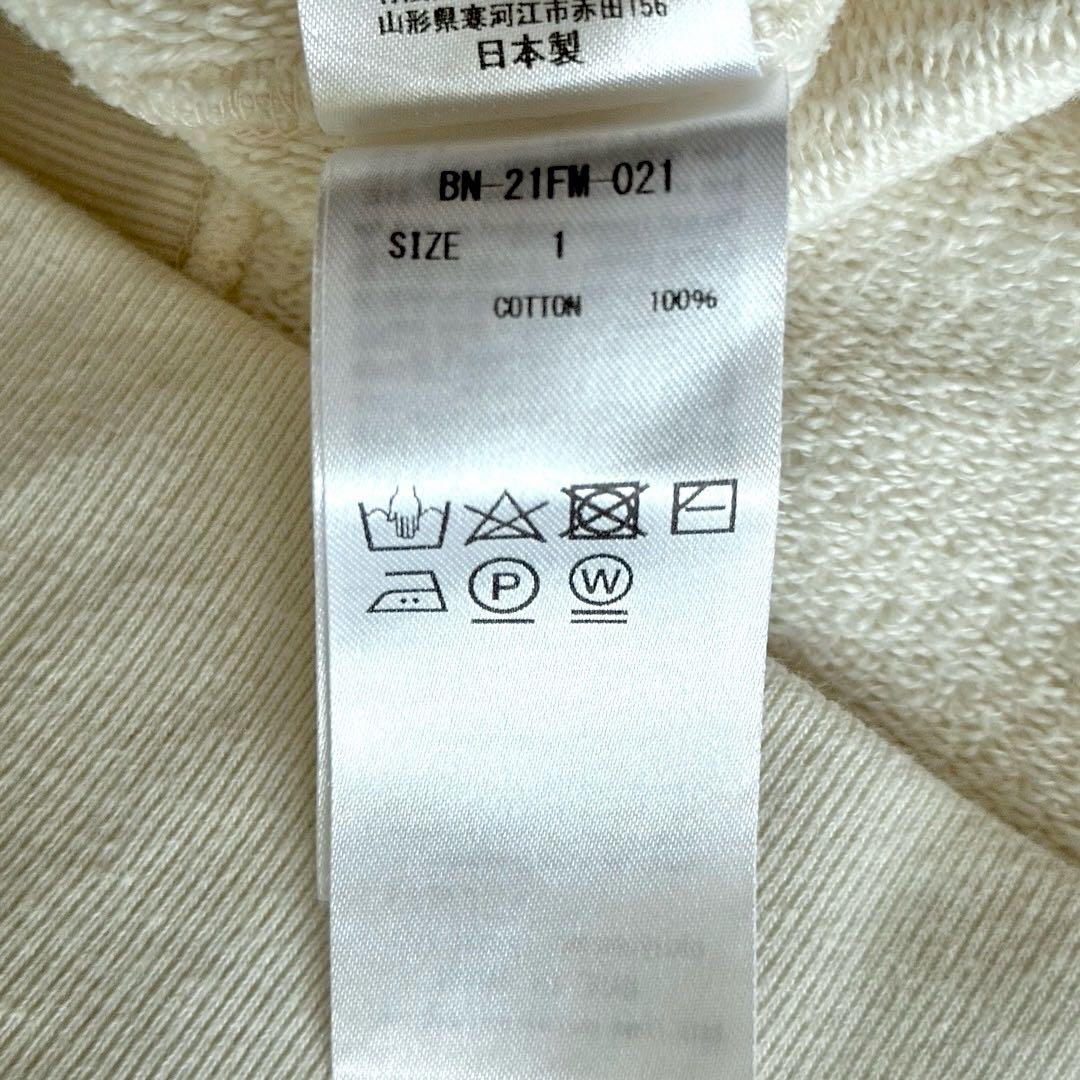 山形県寒河江市赤田156
日本製
BN-21FM-021
SIZE 1
COTTON 100%
P
W